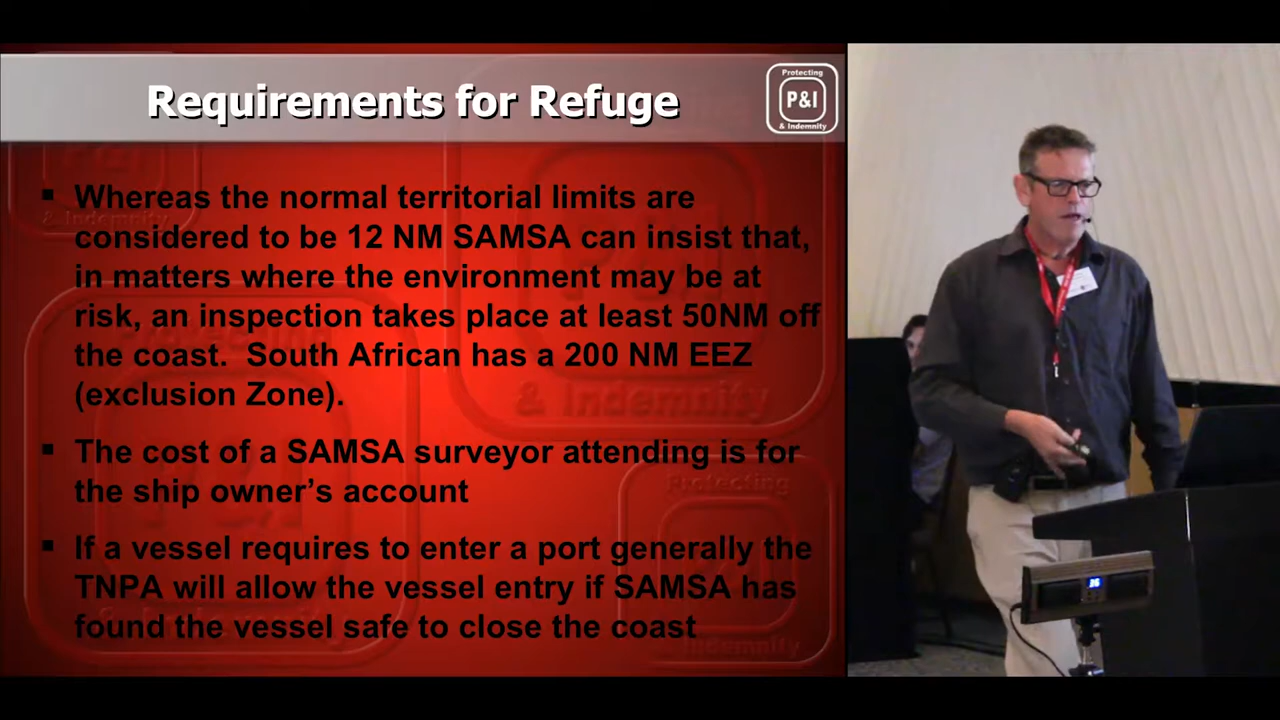 Requirements for Refuge
Protecting
P&I
& Indemnity
▪ Whereas the normal territorial limits are
considered to be 12 NM SAMSA can insist that,
in matters where the environment may be at
risk, an inspection takes place at least 50NM off
the coast. South African has a 200 NM EEZ
(exclusion Zone).
▪ The cost of a SAMSA surveyor attending is for
the ship owner's account
▪ If a vessel requires to enter a port generally the
TNPA will allow the vessel entry if SAMSA has
found the vessel safe to close the coast